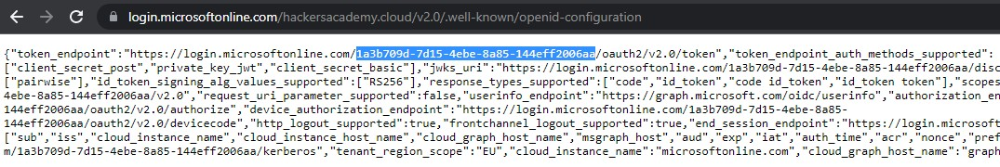 login.microsoftonline.com/hackersacademy.cloud/v2.0/.well-known/openid-configuration
{"token_endpoint":"https://login.microsoftonline.com/1a3b709d-7d15-4ebe-8a85-144eff2006aa/oauth2/v2.0/token","token_endpoint_auth_methods_supported":
["client_secret_post","private_key_jwt","client_secret_basic"],"jwks_uri":"https://login.microsoftonline.com/1a3b709d-7d15-4ebe-8a85-144eff2006aa/disc
["pairwise"],"id_token_signing_alg_values_supported":["RS256"],"response_types_supported":["code","id_token","code id_token","id_token token"],"scopes
4ebe-8a85-144eff2006aa/v2.0","request_uri_parameter_supported":false,"userinfo_endpoint":"https://graph.microsoft.com/oidc/userinfo","authorization_en
144eff2006aa/oauth2/v2.0/authorize","device_authorization_endpoint":"https://login.microsoftonline.com/1a3b709d-7d15-4ebe-8a85-
144eff2006aa/oauth2/v2.0/devicecode","http_logout_supported":true,"frontchannel_logout_supported":true,"end_session_endpoint":"https://login.microsoft
["sub","iss","cloud_instance_name","cloud_instance_host_name","cloud_graph_host_name","msgraph_host","aud","exp","iat","auth_time","acr","nonce","pref
m/1a3b709d-7d15-4ebe-8a85-144eff2006aa/kerberos","tenant_region_scope":"EU","cloud_instance_name":"microsoftonline.com","cloud_graph_host_name":"graph